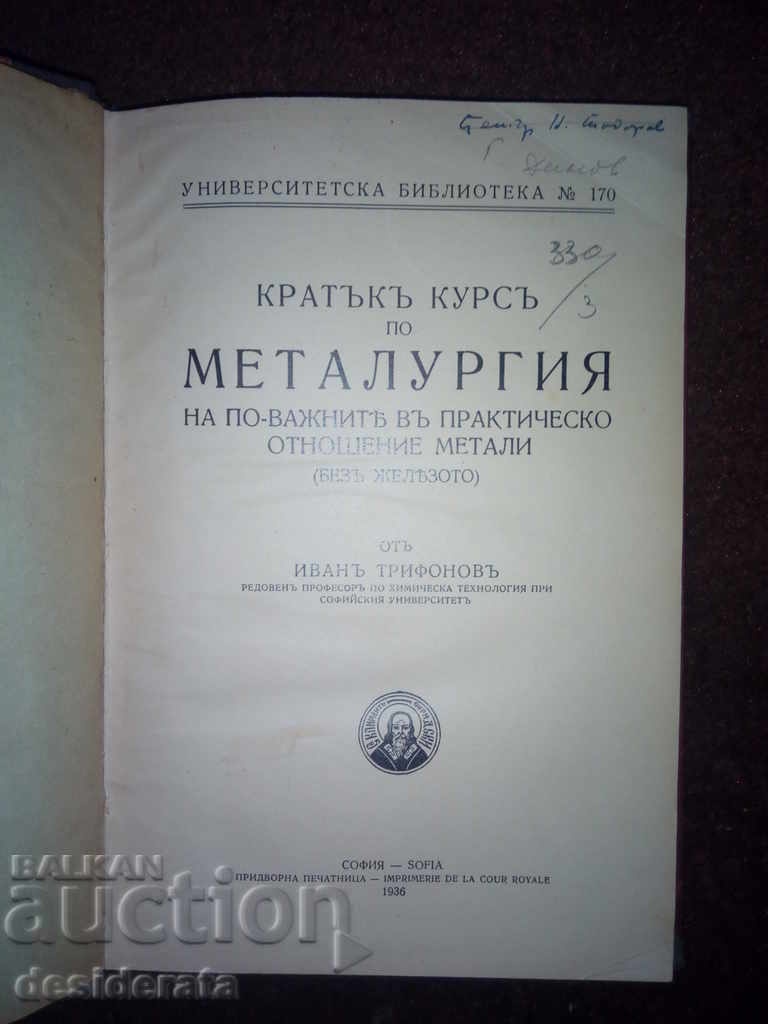 Н. Тодоров
УНИВЕРСИТЕТСКА БИБЛИОТЕКА № 170
330/3
КРАТЪКЪ КУРСЪ
ПО
МЕТАЛУРГИЯ
НА ПО-ВАЖНИТѢ ВЪ ПРАКТИЧЕСКО
ОТНОШЕНИЕ МЕТАЛИ
(БЕЗЪ ЖЕЛѢЗОТО)
ОТЪ
ИВАНЪ ТРИФОНОВЪ
РЕДОВЕНЪ ПРОФЕСОРЪ ПО ХИМИЧЕСКА ТЕХНОЛОГИЯ ПРИ
СОФИЙСКИЯ УНИВЕРСИТЕТЪ
СОФИЯ — SOFIA
ПРИДВОРНА ПЕЧАТНИЦА — IMPRIMERIE DE LA COUR ROYALE
1936
BALKAN
auction
desiderata